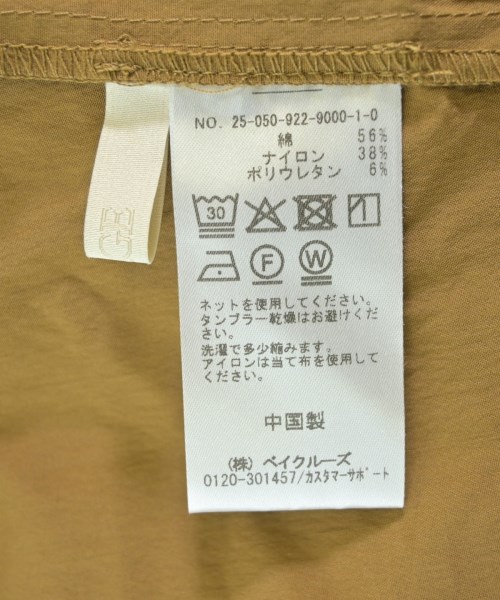 NO. 25-050-922-9000-1-0
綿 56%
ナイロン 38%
ポリウレタン 6%
30
F W
ネットを使用してください。
タンブラー乾燥はお避けくだ
さい。
洗濯で多少縮みます。
アイロンは当て布を使用して
ください。
中国製
(株) ベイクルーズ
0120-301457/カスタマーサポート